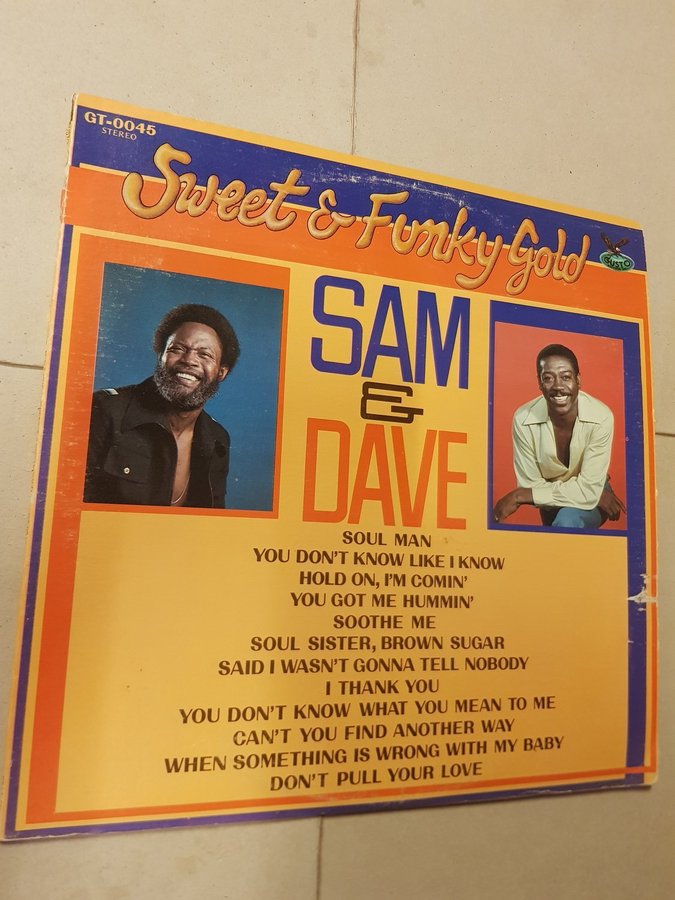 GT-0045
STEREO
Sweet & Funky Gold
GUSTO
SAM
&
DAVE
SOUL MAN
YOU DON'T KNOW LIKE I KNOW
HOLD ON, I'M COMIN'
YOU GOT ME HUMMIN'
SOOTHE ME
SOUL SISTER, BROWN SUGAR
SAID I WASN'T GONNA TELL NOBODY
I THANK YOU
YOU DON'T KNOW WHAT YOU MEAN TO ME
CAN'T YOU FIND ANOTHER WAY
WHEN SOMETHING IS WRONG WITH MY BABY
DON'T PULL YOUR LOVE